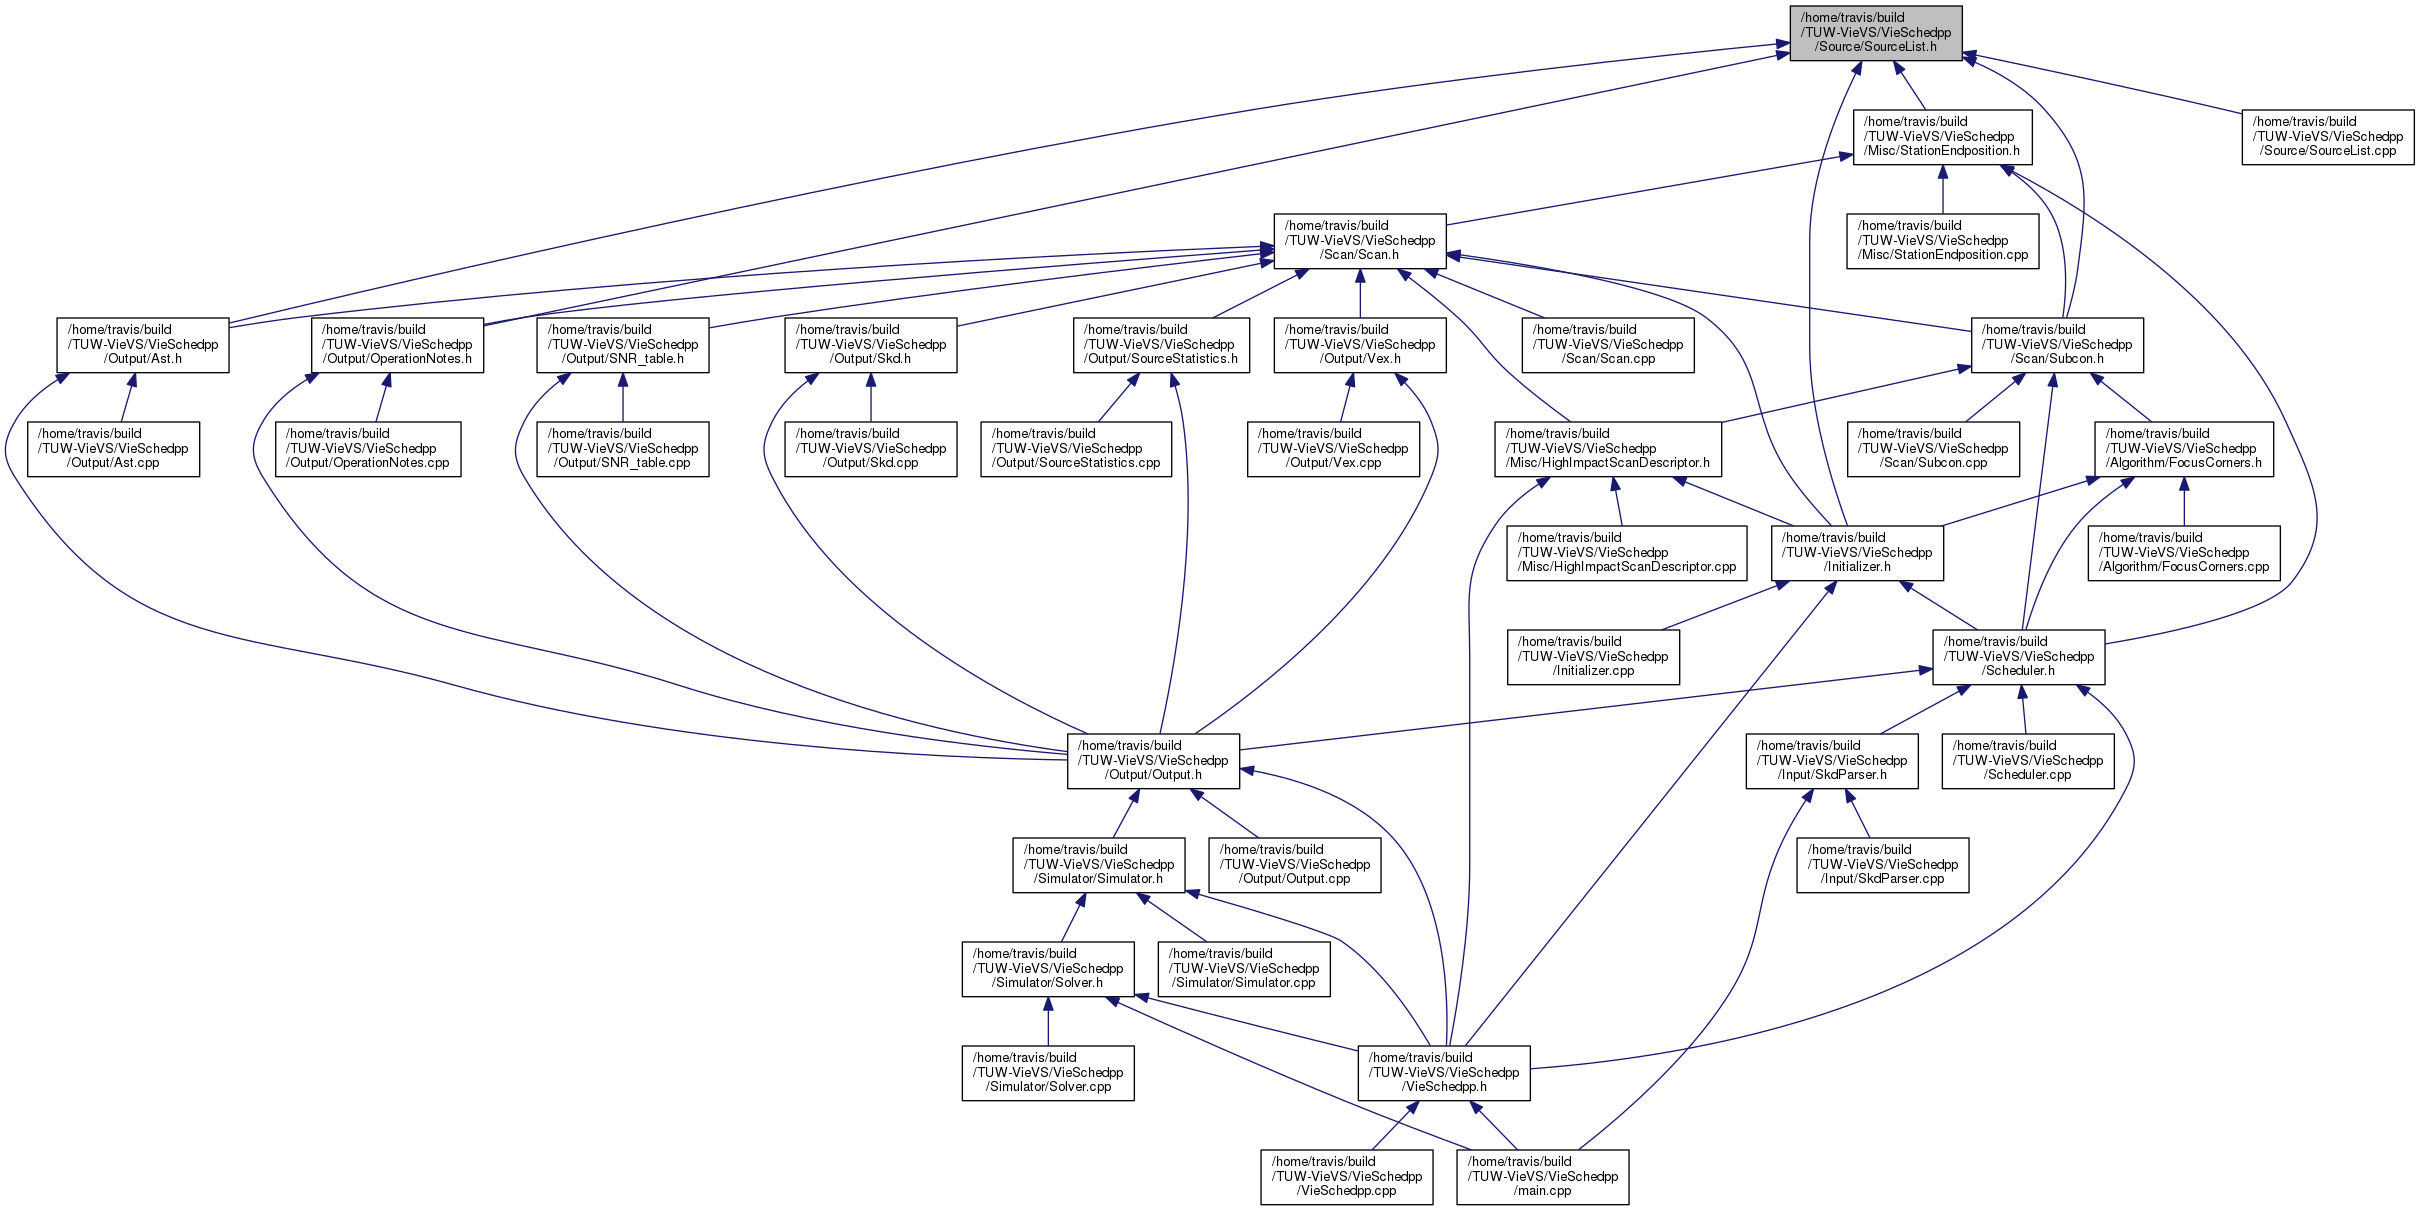 /home/travis/build
/TUW-VieVS/VieSchedpp
/Source/SourceList.h
/home/travis/build
/TUW-VieVS/VieSchedpp
/Misc/StationEndposition.h
/home/travis/build
/TUW-VieVS/VieSchedpp
/Source/SourceList.cpp
/home/travis/build
/TUW-VieVS/VieSchedpp
/Scan/Scan.h
/home/travis/build
/TUW-VieVS/VieSchedpp
/Misc/StationEndposition.cpp
/home/travis/build
/TUW-VieVS/VieSchedpp
/Output/Ast.h
/home/travis/build
/TUW-VieVS/VieSchedpp
/Output/OperationNotes.h
/home/travis/build
/TUW-VieVS/VieSchedpp
/Output/SNR_table.h
/home/travis/build
/TUW-VieVS/VieSchedpp
/Output/Skd.h
/home/travis/build
/TUW-VieVS/VieSchedpp
/Output/SourceStatistics.h
/home/travis/build
/TUW-VieVS/VieSchedpp
/Output/Vex.h
/home/travis/build
/TUW-VieVS/VieSchedpp
/Scan/Scan.cpp
/home/travis/build
/TUW-VieVS/VieSchedpp
/Scan/Subcon.h
/home/travis/build
/TUW-VieVS/VieSchedpp
/Output/Ast.cpp
/home/travis/build
/TUW-VieVS/VieSchedpp
/Output/OperationNotes.cpp
/home/travis/build
/TUW-VieVS/VieSchedpp
/Output/SNR_table.cpp
/home/travis/build
/TUW-VieVS/VieSchedpp
/Output/Skd.cpp
/home/travis/build
/TUW-VieVS/VieSchedpp
/Output/SourceStatistics.cpp
/home/travis/build
/TUW-VieVS/VieSchedpp
/Output/Vex.cpp
/home/travis/build
/TUW-VieVS/VieSchedpp
/Misc/HighImpactScanDescriptor.h
/home/travis/build
/TUW-VieVS/VieSchedpp
/Scan/Subcon.cpp
/home/travis/build
/TUW-VieVS/VieSchedpp
/Algorithm/FocusCorners.h
/home/travis/build
/TUW-VieVS/VieSchedpp
/Misc/HighImpactScanDescriptor.cpp
/home/travis/build
/TUW-VieVS/VieSchedpp
/Initializer.h
/home/travis/build
/TUW-VieVS/VieSchedpp
/Algorithm/FocusCorners.cpp
/home/travis/build
/TUW-VieVS/VieSchedpp
/Initializer.cpp
/home/travis/build
/TUW-VieVS/VieSchedpp
/Scheduler.h
/home/travis/build
/TUW-VieVS/VieSchedpp
/Output/Output.h
/home/travis/build
/TUW-VieVS/VieSchedpp
/Input/SkdParser.h
/home/travis/build
/TUW-VieVS/VieSchedpp
/Scheduler.cpp
/home/travis/build
/TUW-VieVS/VieSchedpp
/Simulator/Simulator.h
/home/travis/build
/TUW-VieVS/VieSchedpp
/Output/Output.cpp
/home/travis/build
/TUW-VieVS/VieSchedpp
/Input/SkdParser.cpp
/home/travis/build
/TUW-VieVS/VieSchedpp
/Simulator/Solver.h
/home/travis/build
/TUW-VieVS/VieSchedpp
/Simulator/Simulator.cpp
/home/travis/build
/TUW-VieVS/VieSchedpp
/Simulator/Solver.cpp
/home/travis/build
/TUW-VieVS/VieSchedpp
/VieSchedpp.h
/home/travis/build
/TUW-VieVS/VieSchedpp
/VieSchedpp.cpp
/home/travis/build
/TUW-VieVS/VieSchedpp
/main.cpp